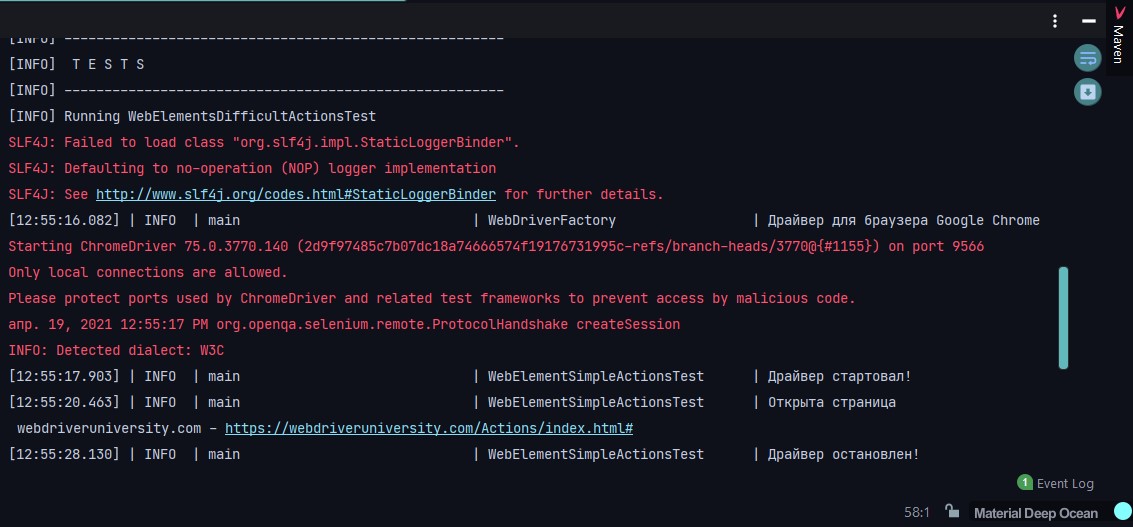 Maven
[INFO] -------------------------------------------------------
[INFO]  T E S T S
[INFO] -------------------------------------------------------
[INFO] Running WebElementsDifficultActionsTest
SLF4J: Failed to load class "org.slf4j.impl.StaticLoggerBinder".
SLF4J: Defaulting to no-operation (NOP) logger implementation
SLF4J: See http://www.slf4j.org/codes.html#StaticLoggerBinder for further details.
[12:55:16.082] | INFO  | main                             | WebDriverFactory                 | Драйвер для браузера Google Chrome
Starting ChromeDriver 75.0.3770.140 (2d9f97485c7b07dc18a74666574f19176731995c-refs/branch-heads/3770@{#1155}) on port 9566
Only local connections are allowed.
Please protect ports used by ChromeDriver and related test frameworks to prevent access by malicious code.
апр. 19, 2021 12:55:17 PM org.openqa.selenium.remote.ProtocolHandshake createSession
INFO: Detected dialect: W3C
[12:55:17.903] | INFO  | main                             | WebElementSimpleActionsTest      | Драйвер стартовал!
[12:55:20.463] | INFO  | main                             | WebElementSimpleActionsTest      | Открыта страница
 webdriveruniversity.com – https://webdriveruniversity.com/Actions/index.html#
[12:55:28.130] | INFO  | main                             | WebElementSimpleActionsTest      | Драйвер остановлен!
1 Event Log
58:1 Material Deep Ocean